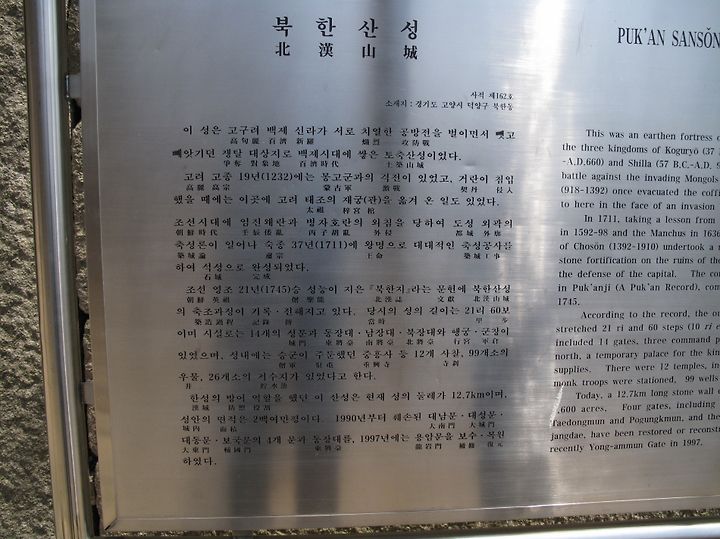 북한산성
北漢山城
사적 제162호
소재지 : 경기도 고양시 덕양구 북한동
이 성은 고구려 백제 신라가 서로 치열한 공방전을 벌이면서 뺏고
高句麗 百濟 新羅 熾烈 攻防戰
빼앗기던 쟁탈 대상지로 백제시대에 쌓은 토축산성이었다.
爭奪 對象地 百濟時代 土築山城
고려 고종 19년(1232)에는 몽고군과의 격전이 있었고, 거란이 침입
高麗 高宗 蒙古軍 激戰 契丹 侵入
했을 때에는 이곳에 고려 태조의 재궁(관)을 옮겨 온 일도 있었다.
太祖 梓宮 棺
조선시대에 임진왜란과 병자호란의 외침을 당하여 도성 외곽의
朝鮮時代 壬辰倭亂 丙子胡亂 外侵 都城 外廓
축성론이 일어나 숙종 37년(1711)에 왕명으로 대대적인 축성공사를
築城論 肅宗 王命 築城工事
하여 석성으로 완성되었다.
石城 完成
조선 영조 21년(1745)승 성능이 지은『북한지』라는 문헌에 북한산성
朝鮮 英祖 僧 聖能 北漢誌 文獻 北漢山城
의 축조과정이 기록·전해지고 있다. 당시의 성의 길이는 21리 60보
築造過程 記錄 傳 當時 里 步
이며 시설로는 14개의 성문과 동장대·남장대·북장대와 행궁·군창이
城門 東將臺 南將臺 北將臺 行宮 軍倉
있었으며, 성내에는 승군이 주둔했던 중흥사 등 12개 사찰, 99개소의
僧軍 駐屯 重興寺 寺刹
우물, 26개소의 저수지가 있었다고 한다.
井 貯水池
한성의 방어 역할을 했던 이 산성은 현재 성의 둘레가 12.7km이며,
漢城 防禦 役割
성안의 면적은 2백여만평이다. 1990년부터 훼손된 대남문·대성문·
城內 面積 大南門 大城門
대동문·보국문의 4개 문과 동장대를, 1997년에는 용암문을 보수·복원
大東門 輔國門 東將臺 龍岩門 補修 復元
하였다.
PUK'AN SANSŎN
This was an earthen fortress o
the three kingdoms of Koguryŏ (37
-A.D.660) and Shilla (57 B.C.-A.D. 9
battle against the invading Mongols
(918-1392) once evacuated the coffi
to here in the face of an invasion
In 1711, taking a lesson from
in 1592-98 and the Manchus in 1636
of Chosŏn (1392-1910) undertook a
stone fortification on the ruins of the
the defense of the capital. The co
in Puk'anji (A Puk'an Record), com
1745.
According to the record, the or
stretched 21 ri and 60 steps (10 ri e
included 14 gates, three command p
north, a temporary palace for the kin
supplies. There were 12 temples, in
monk troops were stationed, 99 wells
Today, a 12.7km long stone wall
,600 acres. Four gates, including
Taedongmun and Pogungmun, and the
jangdae, have been restored or reconst
recently Yong-ammun Gate in 1997.